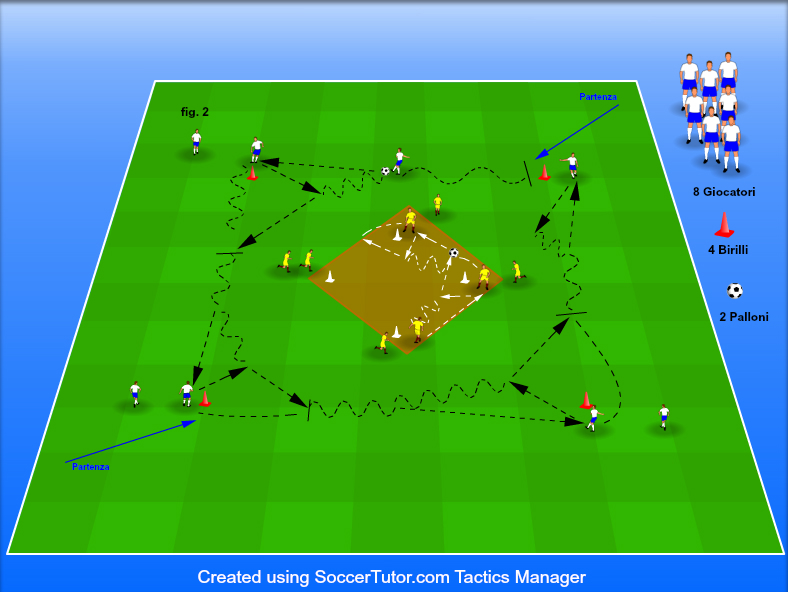 fig. 2
Partenza
8 Giocatori
4 Birilli
2 Palloni
Partenza
Created using SoccerTutor.com Tactics Manager